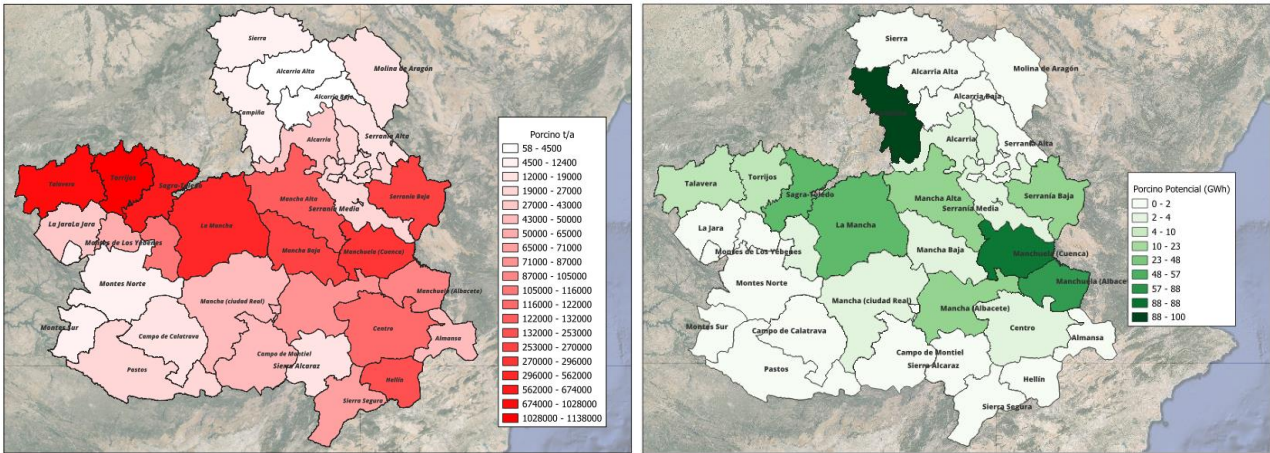 Sierra
Alcarria Alta
Molina de Aragón
Alcarria Baja
Campiña
Alcarria
Serranía Alta
Talavera
Torrijos
Sagra-Toledo
Serranía Baja
Mancha Alta
Serranía Media
La Jara
La Jara
La Mancha
Montes de Los Yébenes
Mancha Baja
Manchuela (Cuenca)
Montes Norte
Manchuela (Albacete)
Mancha (ciudad Real)
Montes Sur
Campo de Calatrava
Centro
Almansa
Campo de Montiel
Sierra Alcaraz
Pastos
Hellín
Sierra Segura
Porcino t/a
58 - 4500
4500 - 12400
12000 - 19000
19000 - 27000
27000 - 43000
43000 - 50000
50000 - 65000
65000 - 71000
71000 - 87000
87000 - 105000
105000 - 116000
116000 - 122000
122000 - 132000
132000 - 253000
253000 - 270000
270000 - 296000
296000 - 562000
562000 - 674000
674000 - 1028000
1028000 - 1138000
Sierra
Alcarria Alta
Molina de Aragón
Alcarria Baja
Alcarria
Serranía Alta
Talavera
Torrijos
Sagra-Toledo
Mancha Alta
Serranía Baja
Serranía Media
La Jara
La Mancha
Montes de Los Yébenes
Mancha Baja
Manchuela (Cuenca)
Montes Norte
Manchuela (Albace
Mancha (ciudad Real)
Mancha (Albacete)
Montes Sur
Campo de Calatrava
Centro
Almansa
Campo de Montiel
Sierra Alcaraz
Pastos
Hellín
Sierra Segura
Porcino Potencial (GWh)
0 - 2
2 - 4
4 - 10
10 - 23
23 - 48
48 - 57
57 - 88
88 - 88
88 - 100